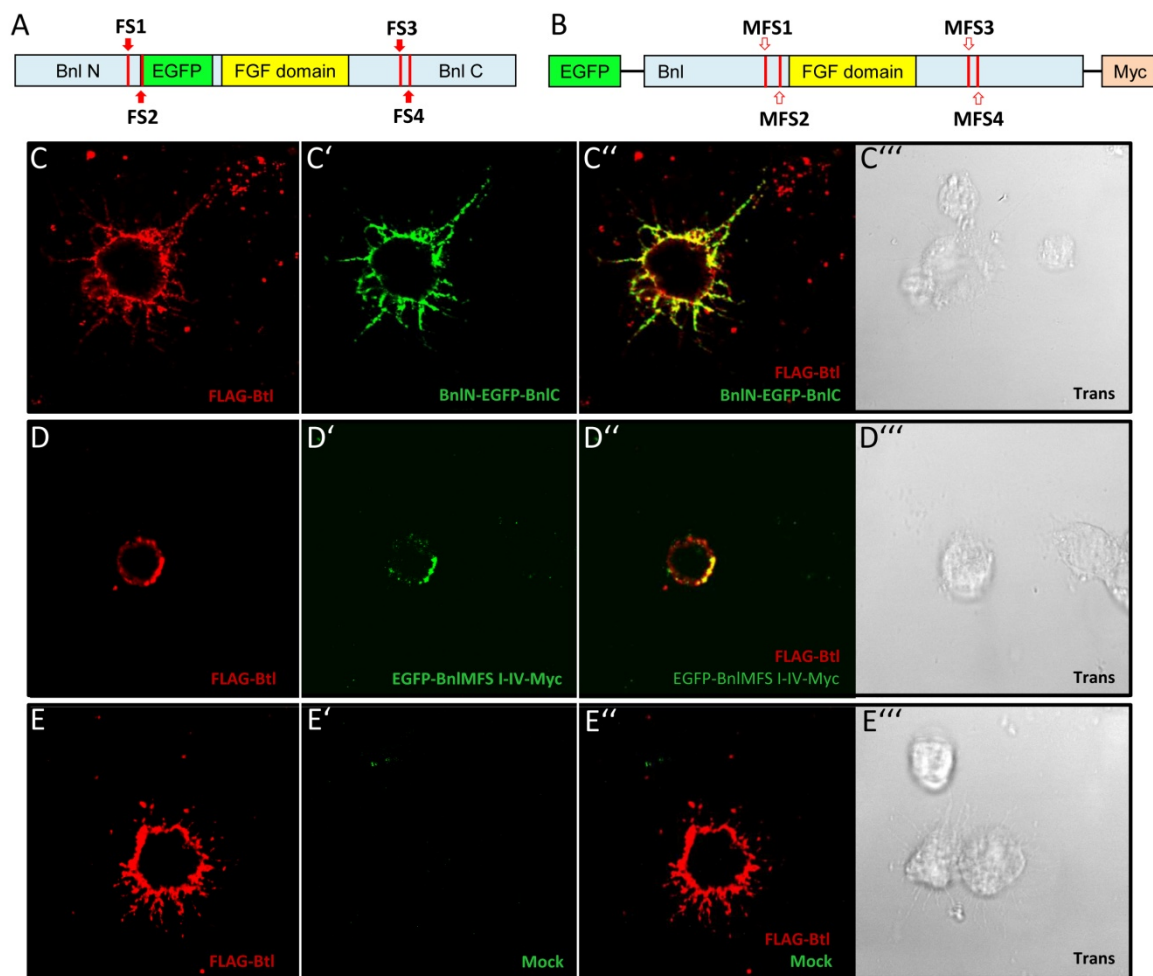 A
FS1
FS3
Bnl N
EGFP
FGF domain
Bnl C
FS2
FS4
B
MFS1
MFS3
EGFP
Bnl
FGF domain
Myc
MFS2
MFS4
C
FLAG-Btl
C‘
BnlN-EGFP-BnlC
C‘‘
FLAG-Btl
BnlN-EGFP-BnlC
C‘‘‘
Trans
D
FLAG-Btl
D‘
EGFP-BnlMFS I-IV-Myc
D‘‘
FLAG-Btl
EGFP-BnlMFS I-IV-Myc
D‘‘‘
Trans
E
FLAG-Btl
E‘
Mock
E‘‘
FLAG-Btl
Mock
E‘‘‘
Trans